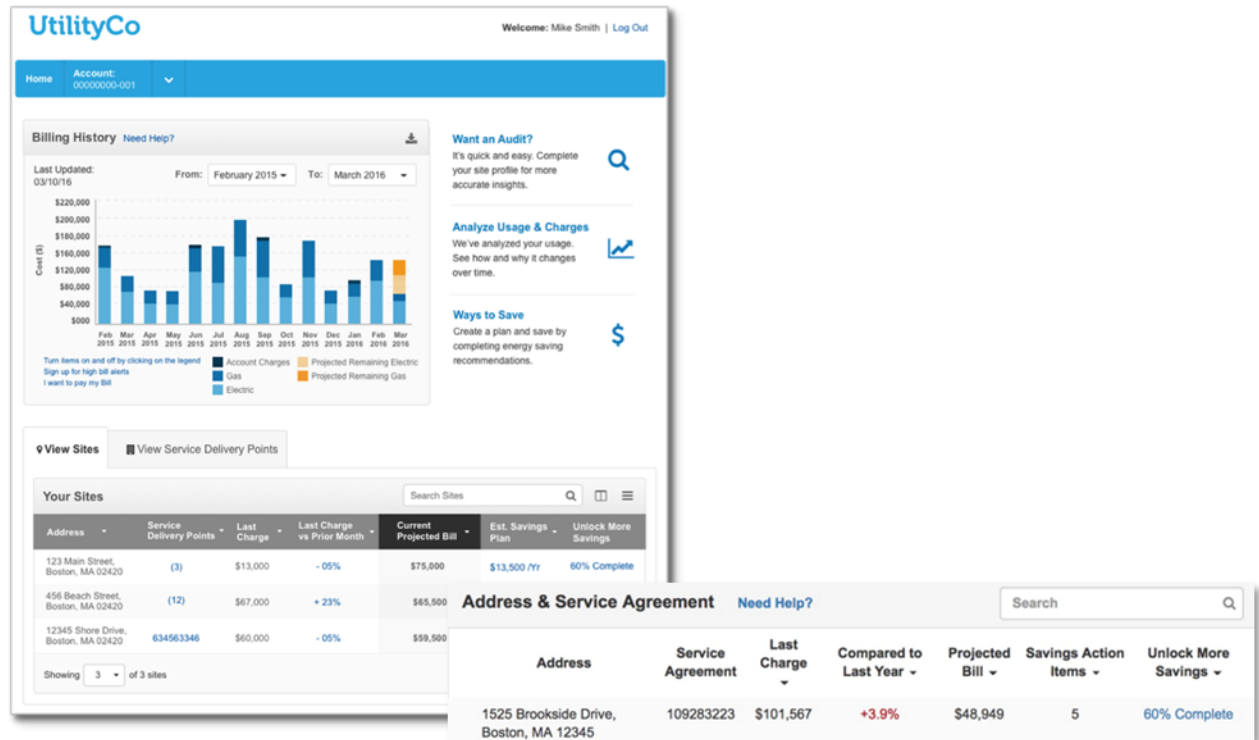 UtilityCo
Welcome: Mike Smith | Log Out
Home
Account:
00000000-001
Billing History Need Help?
Last Updated:
03/10/16
From: February 2015
To: March 2016
Cost ($)
$220,000
$200,000
$180,000
$160,000
$120,000
$80,000
$40,000
$000
Feb Mar Apr May Jun Jul Aug Sep Oct Nov Dec Jan Feb Mar
2015 2015 2015 2015 2015 2015 2015 2015 2015 2015 2015 2016 2016 2016
Turn items on and off by clicking on the legend
Sign up for high bill alerts
I want to pay my Bill
Account Charges
Gas
Electric
Projected Remaining Electric
Projected Remaining Gas
Want an Audit?
It's quick and easy. Complete
your site profile for more
accurate insights.
Analyze Usage & Charges
We've analyzed your usage.
See how and why it changes
over time.
Ways to Save
Create a plan and save by
completing energy saving
recommendations.
$
View Sites
View Service Delivery Points
Your Sites
Search Sites
Address
Service
Delivery Points
Last
Charge
Last Charge
vs Prior Month
Current
Projected Bill
Est. Savings
Plan
Unlock More
Savings
123 Main Street,
Boston, MA 02420
(3)
$13,000
- 05%
$75,000
$13,500 /Yr
60% Complete
456 Beach Street,
Boston, MA 02420
(12)
$67,000
+ 23%
$65,500
12345 Shore Drive,
Boston, MA 02420
634563346
$60,000
- 05%
$59,500
Showing 3 of 3 sites
Address & Service Agreement Need Help?
Search
Address
Service
Agreement
Last
Charge
Compared to
Last Year
Projected
Bill
Savings Action
Items
Unlock More
Savings
1525 Brookside Drive,
Boston, MA 12345
109283223
$101,567
+3.9%
$48,949
5
60% Complete